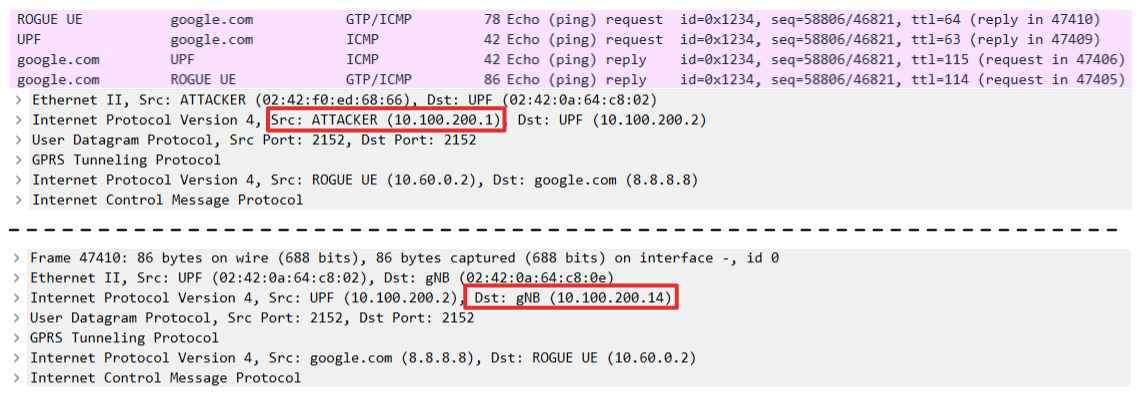 ROGUE UE google.com GTP/ICMP 78 Echo (ping) request id=0x1234, seq=58806/46821, ttl=64 (reply in 47410)
UPF google.com ICMP 42 Echo (ping) request id=0x1234, seq=58806/46821, ttl=63 (reply in 47409)
google.com UPF ICMP 42 Echo (ping) reply id=0x1234, seq=58806/46821, ttl=115 (request in 47406)
google.com ROGUE UE GTP/ICMP 86 Echo (ping) reply id=0x1234, seq=58806/46821, ttl=114 (request in 47405)
> Ethernet II, Src: ATTACKER (02:42:f0:ed:68:66), Dst: UPF (02:42:0a:64:c8:02)
> Internet Protocol Version 4, Src: ATTACKER (10.100.200.1), Dst: UPF (10.100.200.2)
> User Datagram Protocol, Src Port: 2152, Dst Port: 2152
> GPRS Tunneling Protocol
> Internet Protocol Version 4, Src: ROGUE UE (10.60.0.2), Dst: google.com (8.8.8.8)
> Internet Control Message Protocol
> Frame 47410: 86 bytes on wire (688 bits), 86 bytes captured (688 bits) on interface -, id 0
> Ethernet II, Src: UPF (02:42:0a:64:c8:02), Dst: gNB (02:42:0a:64:c8:0e)
> Internet Protocol Version 4, Src: UPF (10.100.200.2), Dst: gNB (10.100.200.14)
> User Datagram Protocol, Src Port: 2152, Dst Port: 2152
> GPRS Tunneling Protocol
> Internet Protocol Version 4, Src: google.com (8.8.8.8), Dst: ROGUE UE (10.60.0.2)
> Internet Control Message Protocol